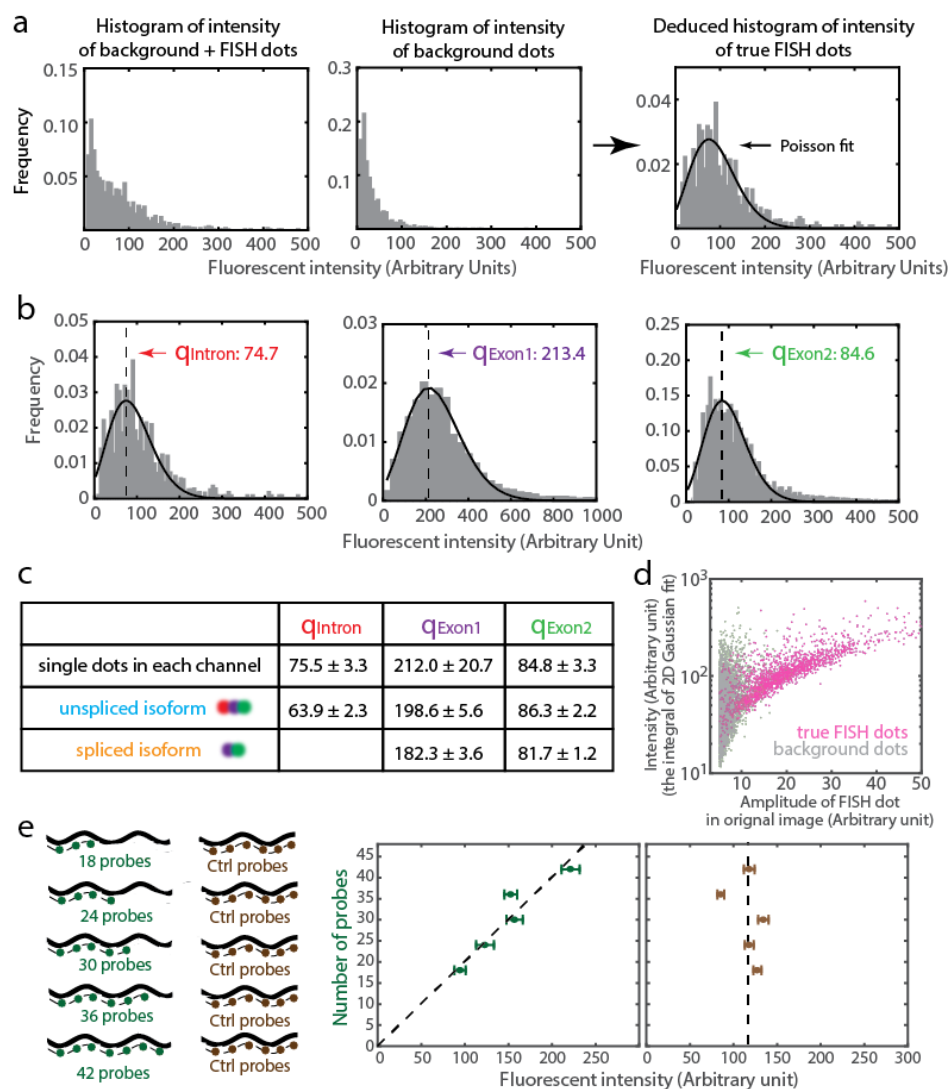 a
Histogram of intensity
of background + FISH dots
Histogram of intensity
of background dots
Deduced histogram of intensity
of true FISH dots
Frequency
0.15
0.10
0.05
0 100 200 300 400 500
0.3
0.2
0.1
0 100 200 300 400 500
Fluorescent intensity (Arbitrary Units)
0.04
0.02
Poisson fit
0 100 200 300 400 500
Fluorescent intensity (Arbitrary Units)
b
Frequency
0.05
0.04
0.03
0.02
0.01
0
qIntron: 74.7
0 200 400 600
0.03
0.02
0.01
0
qExon1: 213.4
0 200 400 600 800 1000
0.25
0.20
0.15
0.10
0.05
0
qExon2: 84.6
0 200 400 600
Fluorescent intensity (Arbitrary Unit)
c
qIntron qExon1 qExon2
single dots in each channel 75.5 ± 3.3 212.0 ± 20.7 84.8 ± 3.3
unspliced isoform 63.9 ± 2.3 198.6 ± 5.6 86.3 ± 2.2
spliced isoform 182.3 ± 3.6 81.7 ± 1.2
d
Intensity (Arbitrary unit)
(the integral of 2D Gaussian fit)
10³
10²
10¹
true FISH dots
background dots
10 20 30 40 50
Amplitude of FISH dot
in orignal image (Arbitrary unit)
e
18 probes Ctrl probes
24 probes Ctrl probes
30 probes Ctrl probes
36 probes Ctrl probes
42 probes Ctrl probes
Number of probes
45
40
35
30
25
20
15
10
5
0
0 50 100 150 200 250
0 50 100 150 200 250 300
Fluorescent intensity (Arbitrary unit)